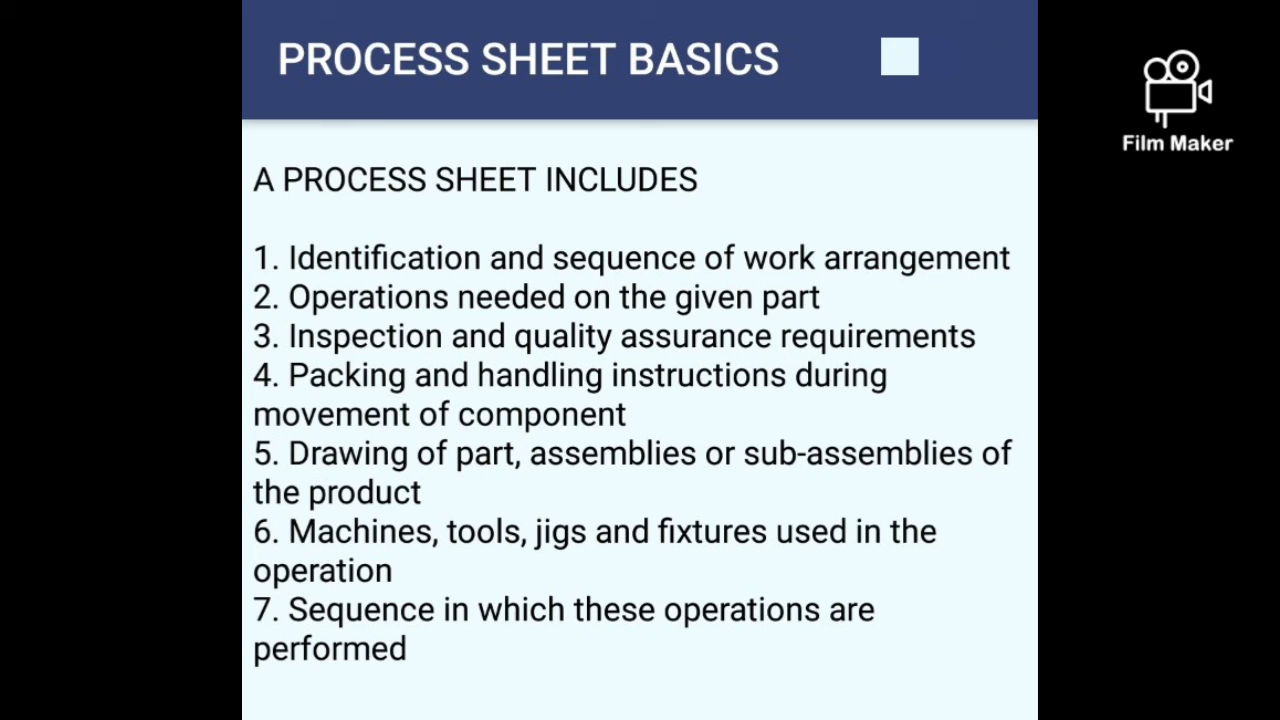 PROCESS SHEET BASICS
Film Maker
A PROCESS SHEET INCLUDES
1. Identification and sequence of work arrangement
2. Operations needed on the given part
3. Inspection and quality assurance requirements
4. Packing and handling instructions during
movement of component
5. Drawing of part, assemblies or sub-assemblies of
the product
6. Machines, tools, jigs and fixtures used in the
operation
7. Sequence in which these operations are
performed